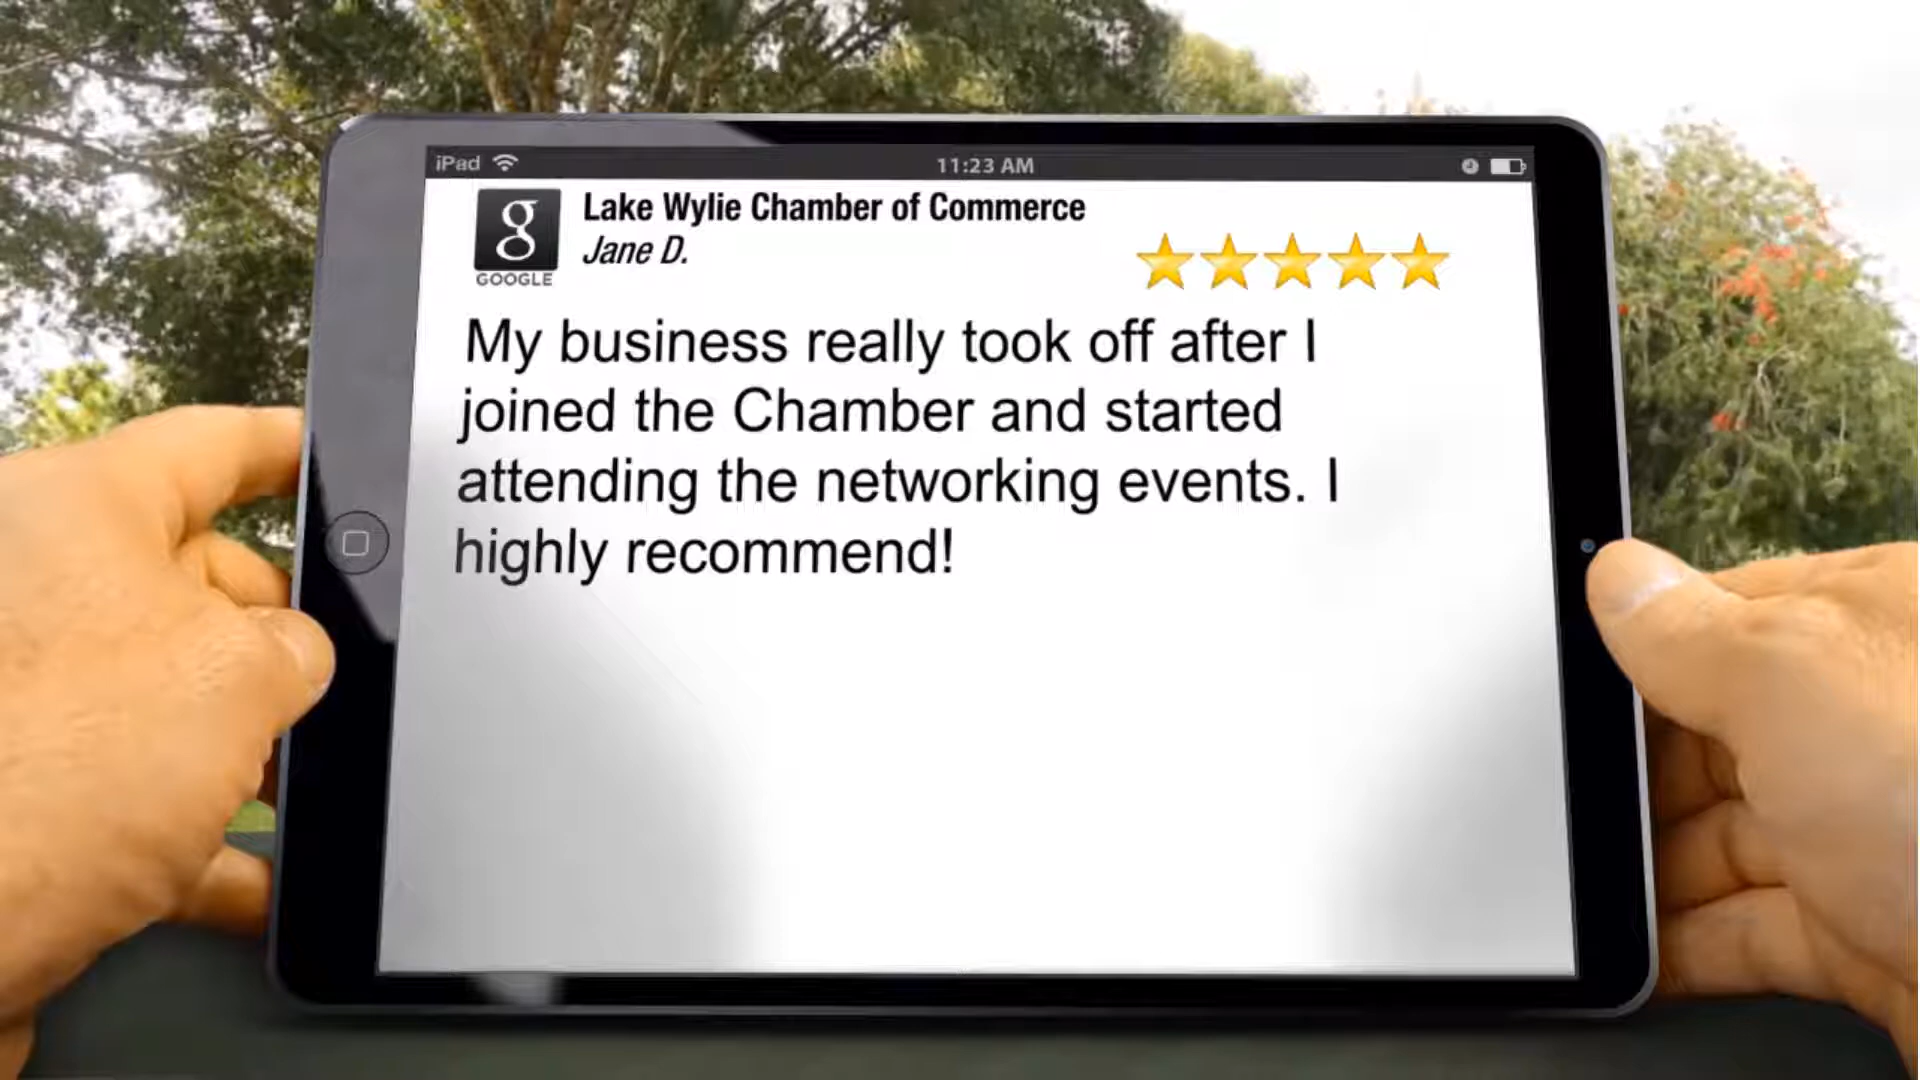 iPad
11:23 AM
g
GOOGLE
Lake Wylie Chamber of Commerce
Jane D.
My business really took off after I
joined the Chamber and started
attending the networking events. I
highly recommend!